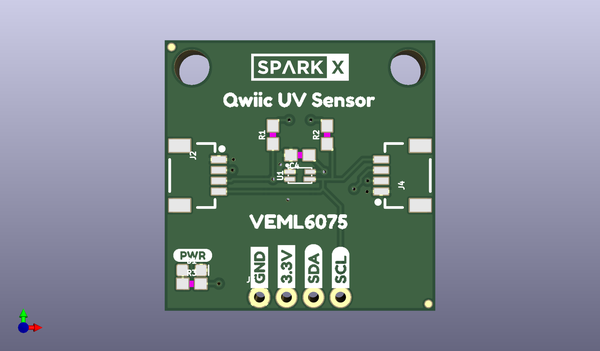 SPARK X
Qwiic UV Sensor
R1
R2
J2
U1
J4
VEML6075
PWR
R3
GND
3.3V
SDA
SCL